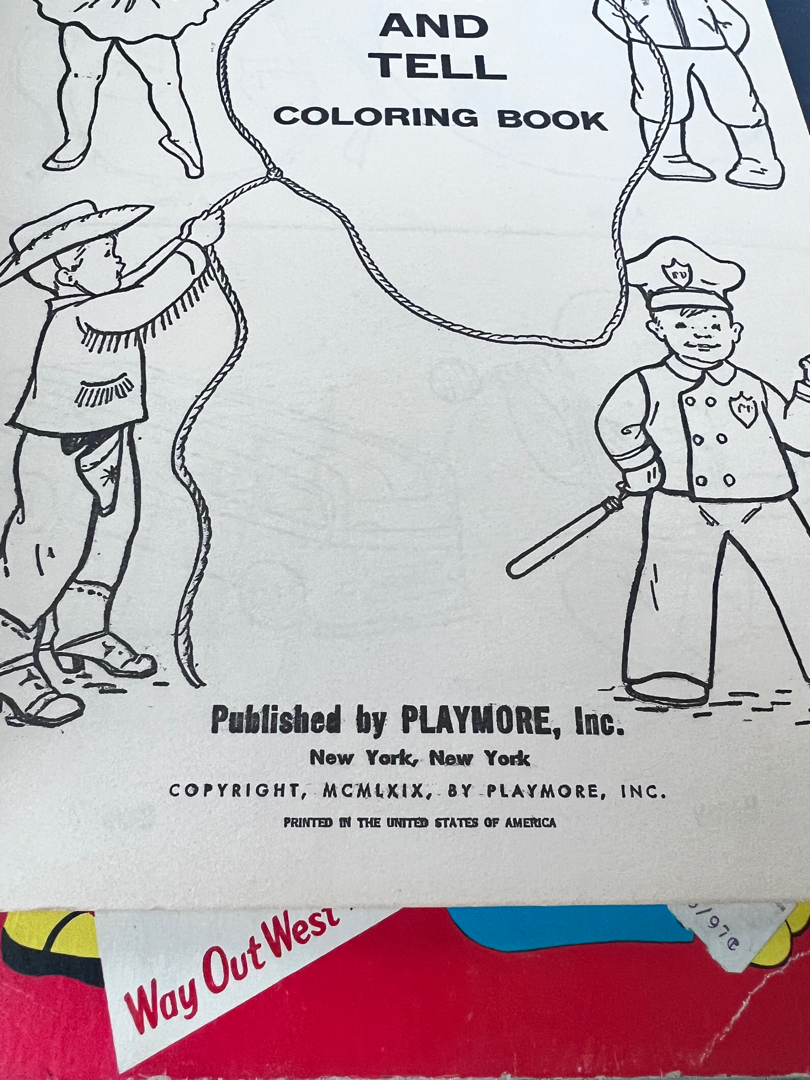 AND
TELL
COLORING BOOK
Published by PLAYMORE, Inc.
New York, New York
COPYRIGHT, MCMLXIX, BY PLAYMORE, INC.
PRINTED IN THE UNITED STATES OF AMERICA
Way Out West
/97¢